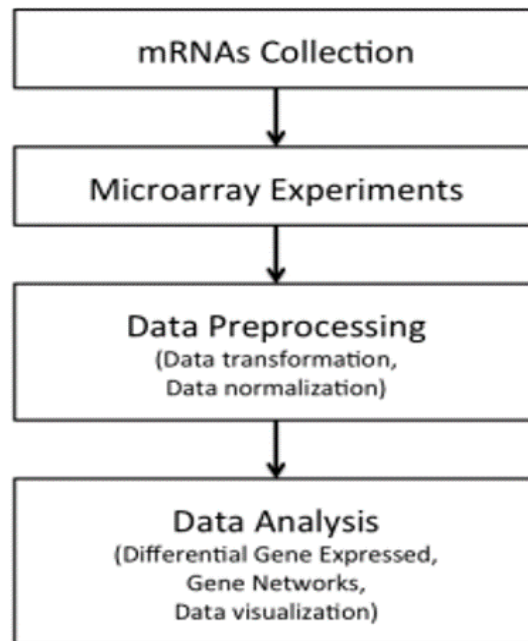 mRNAs Collection
Microarray Experiments
Data Preprocessing
(Data transformation,
Data normalization)
Data Analysis
(Differential Gene Expressed,
Gene Networks,
Data visualization)